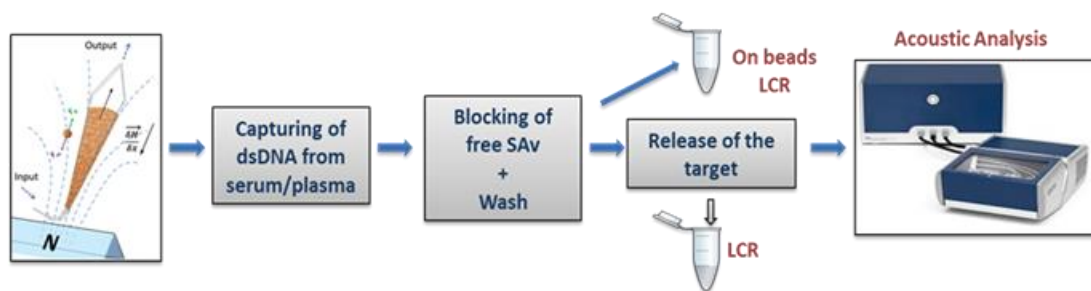 Output
Input
N
Capturing of
dsDNA from
serum/plasma
Blocking of
free SAv
+
Wash
On beads
LCR
Release of the
target
LCR
Acoustic Analysis